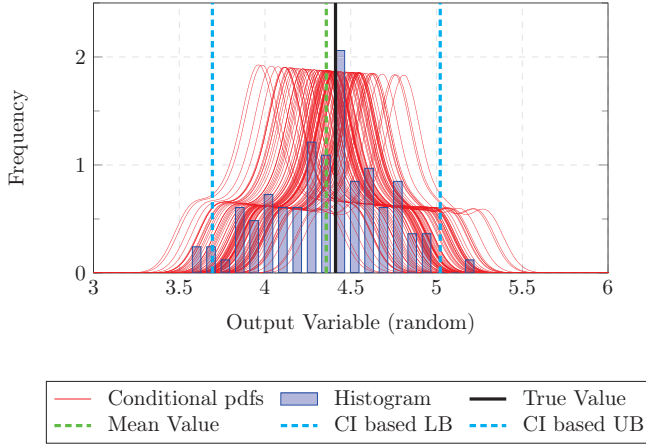 2
1
0
Frequency
3
3.5
4
4.5
5
5.5
6
Output Variable (random)
Conditional pdfs
Histogram
True Value
Mean Value
CI based LB
CI based UB